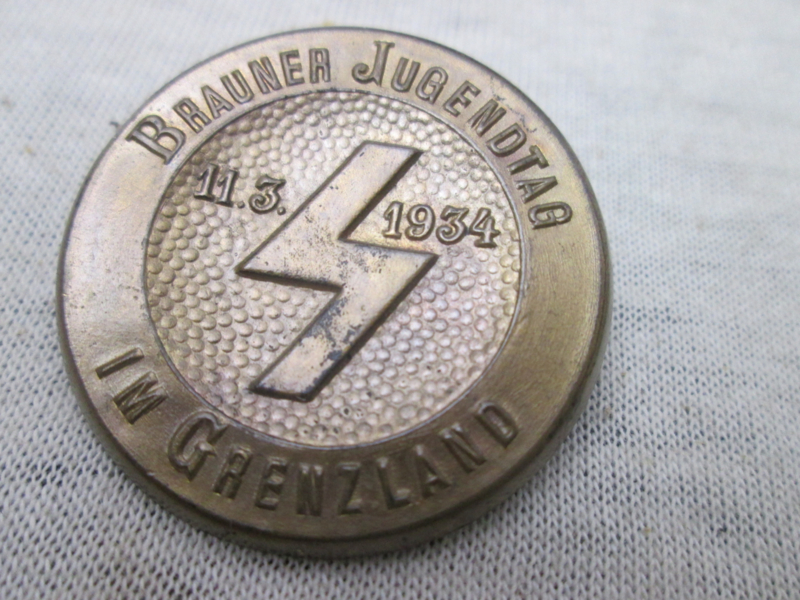 BRAUNER JUGENDTAG
11.3. 1934
IM GRENZLAND